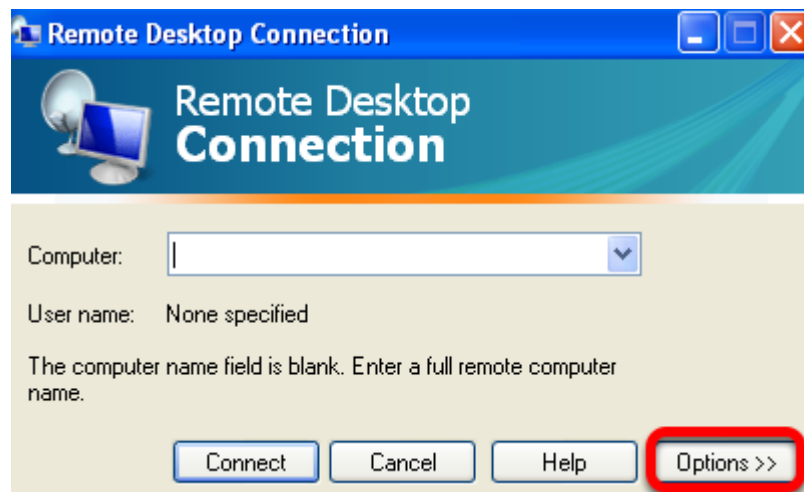 Remote Desktop Connection
Remote Desktop
Connection
Computer:
User name: None specified
The computer name field is blank. Enter a full remote computer
name.
Connect Cancel Help Options >>